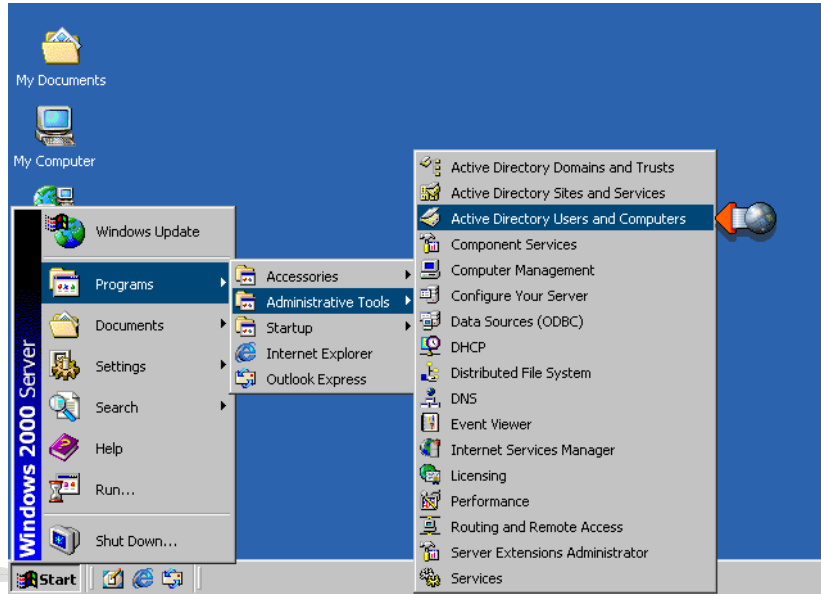 My Documents
My Computer
Windows 2000 Server
Windows Update
Programs
Documents
Settings
Search
Help
Run...
Shut Down...
Accessories
Administrative Tools
Startup
Internet Explorer
Outlook Express
Active Directory Domains and Trusts
Active Directory Sites and Services
Active Directory Users and Computers
Component Services
Computer Management
Configure Your Server
Data Sources (ODBC)
DHCP
Distributed File System
DNS
Event Viewer
Internet Services Manager
Licensing
Performance
Routing and Remote Access
Server Extensions Administrator
Services
Start